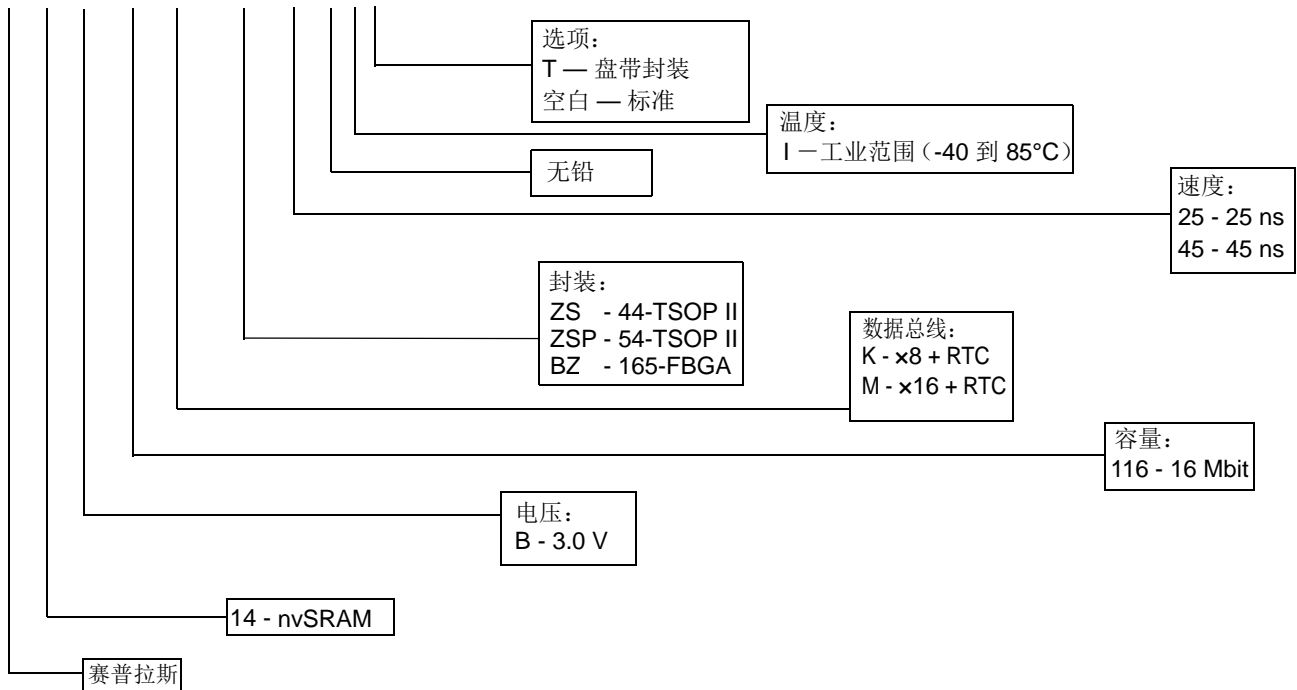 选项：
T — 盘带封装
空白 — 标准
温度：
I －工业范围（-40 到 85°C）
无铅
速度：
25 - 25 ns
45 - 45 ns
封装：
ZS - 44-TSOP II
ZSP - 54-TSOP II
BZ - 165-FBGA
数据总线：
K - ×8 + RTC
M - ×16 + RTC
容量：
116 - 16 Mbit
电压：
B - 3.0 V
14 - nvSRAM
赛普拉斯